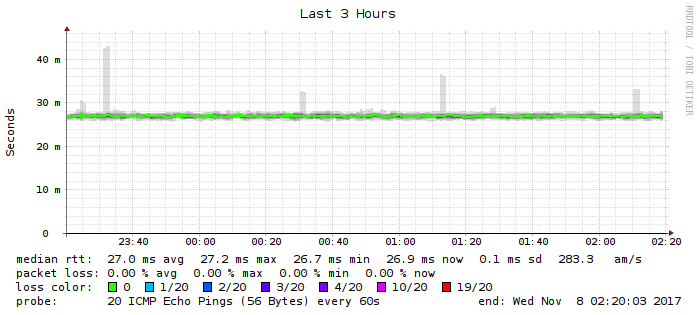 Last 3 Hours
RRDTOOL / TOBI OETIKER
Seconds
40 m
30 m
20 m
10 m
0
23:40 00:00 00:20 00:40 01:00 01:20 01:40 02:00 02:20
median rtt: 27.0 ms avg 27.2 ms max 26.7 ms min 26.9 ms now 0.1 ms sd 283.3 am/s
packet loss: 0.00 % avg 0.00 % max 0.00 % min 0.00 % now
loss color: 0 1/20 2/20 3/20 4/20 10/20 19/20
probe: 20 ICMP Echo Pings (56 Bytes) every 60s end: Wed Nov 8 02:20:03 2017